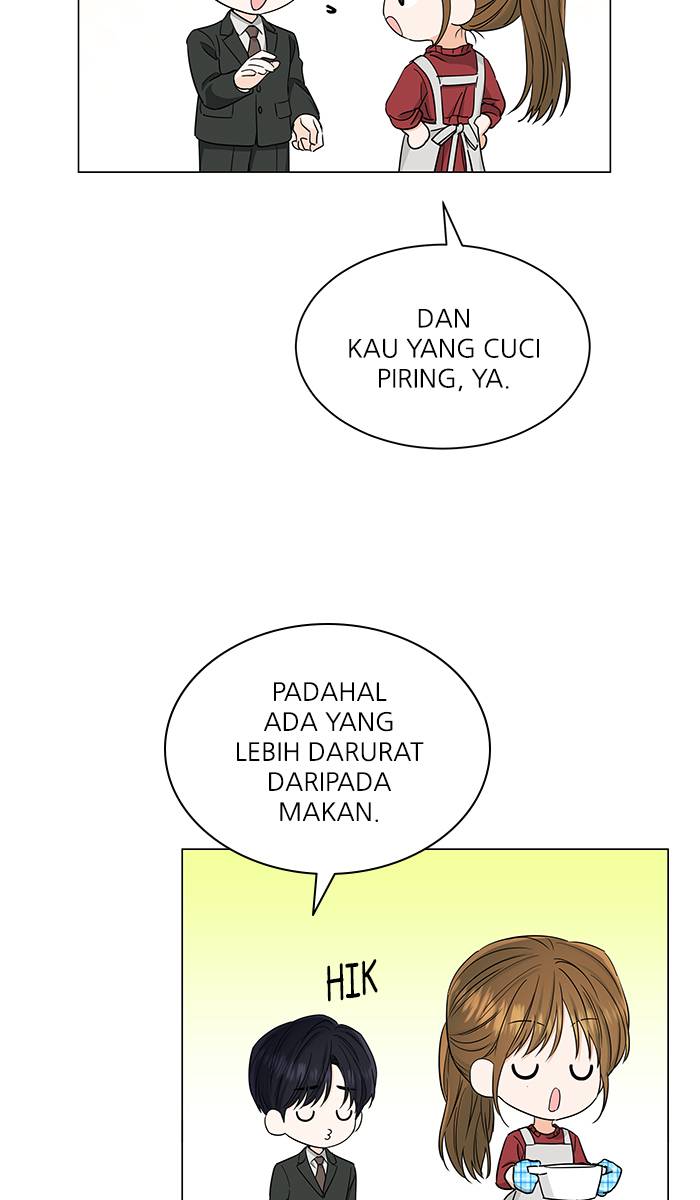 DAN
KAU YANG CUCI
PIRING, YA.
PADAHAL
ADA YANG
LEBIH DARURAT
DARIPADA
MAKAN.
HIK